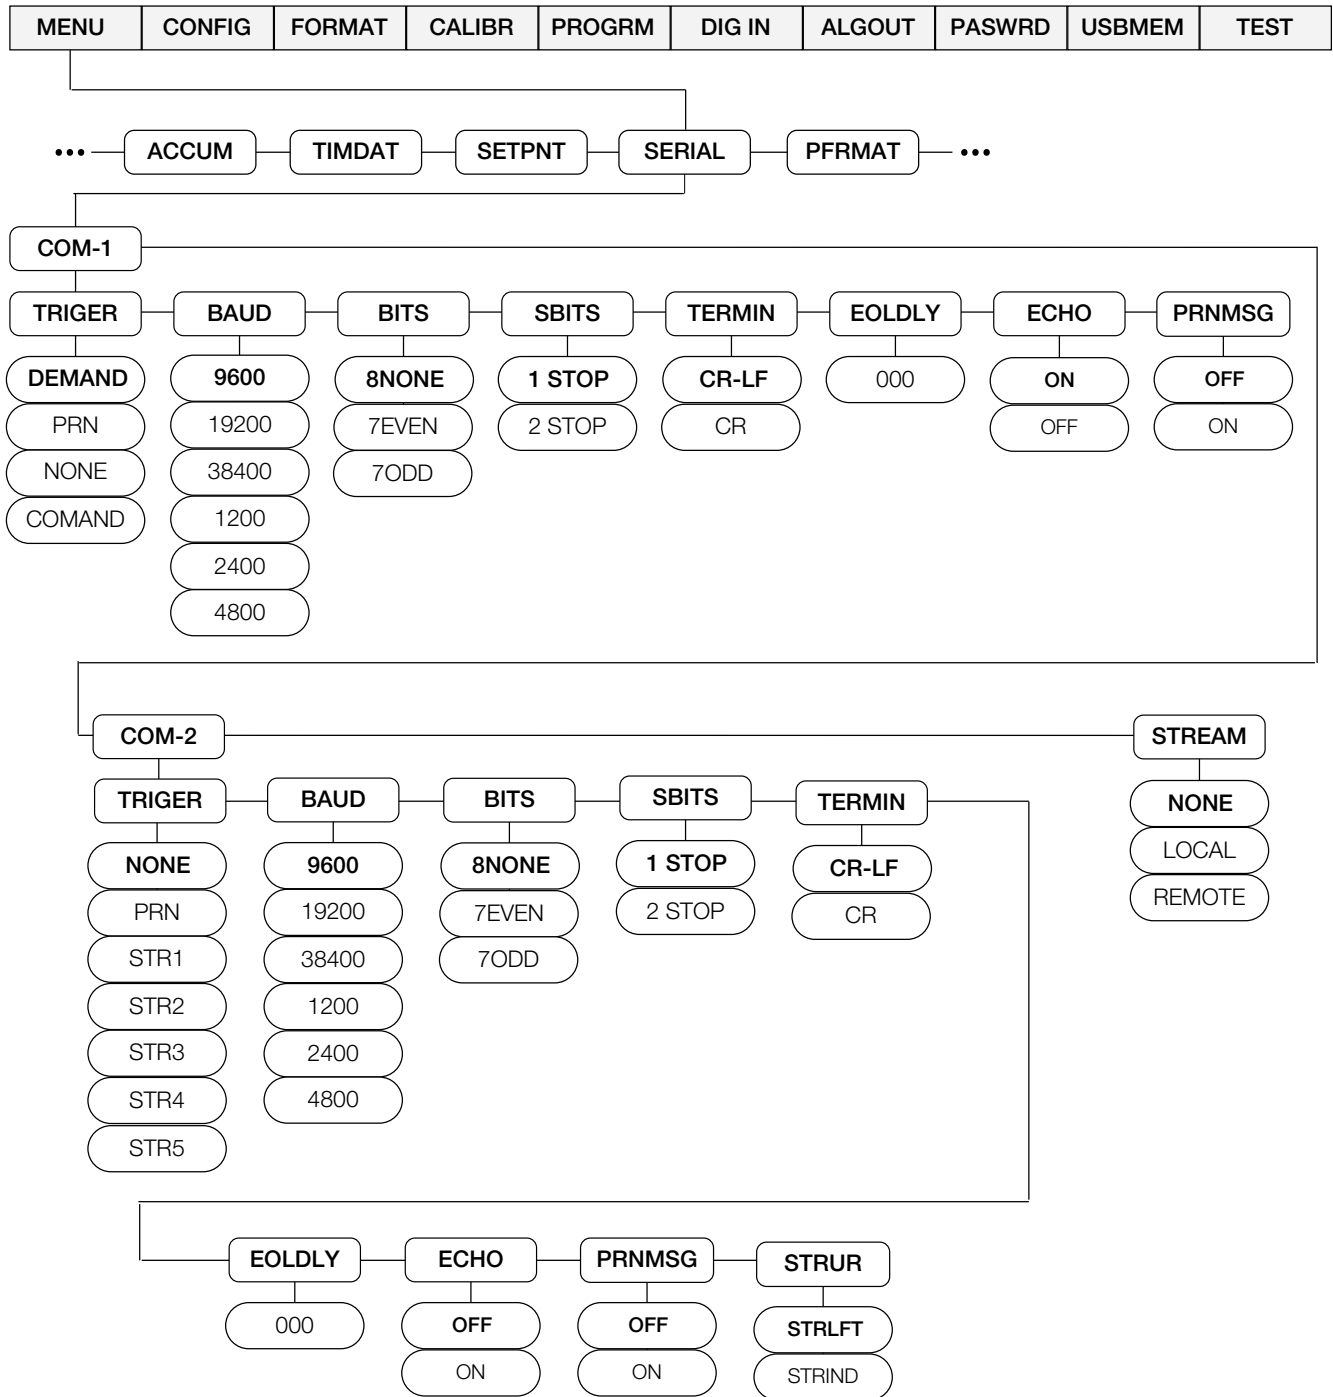 MENU CONFIG FORMAT CALIBR PROGRM DIG IN ALGOUT PASWRD USBMEM TEST
••• ACCUM TIMDAT SETPNT SERIAL PFRMAT •••
COM-1
TRIGER BAUD BITS SBITS TERMIN EOLDLY ECHO PRNMSG
DEMAND 9600 8NONE 1 STOP CR-LF 000 ON OFF
PRN 19200 7EVEN 2 STOP CR OFF ON
NONE 38400 7ODD
COMAND 1200
2400
4800
COM-2 STREAM
TRIGER BAUD BITS SBITS TERMIN NONE
NONE 9600 8NONE 1 STOP CR-LF LOCAL
PRN 19200 7EVEN 2 STOP CR REMOTE
STR1 38400 7ODD
STR2 1200
STR3 2400
STR4 4800
STR5
EOLDLY ECHO PRNMSG STRUR
000 OFF OFF STRLFT
ON ON STRIND